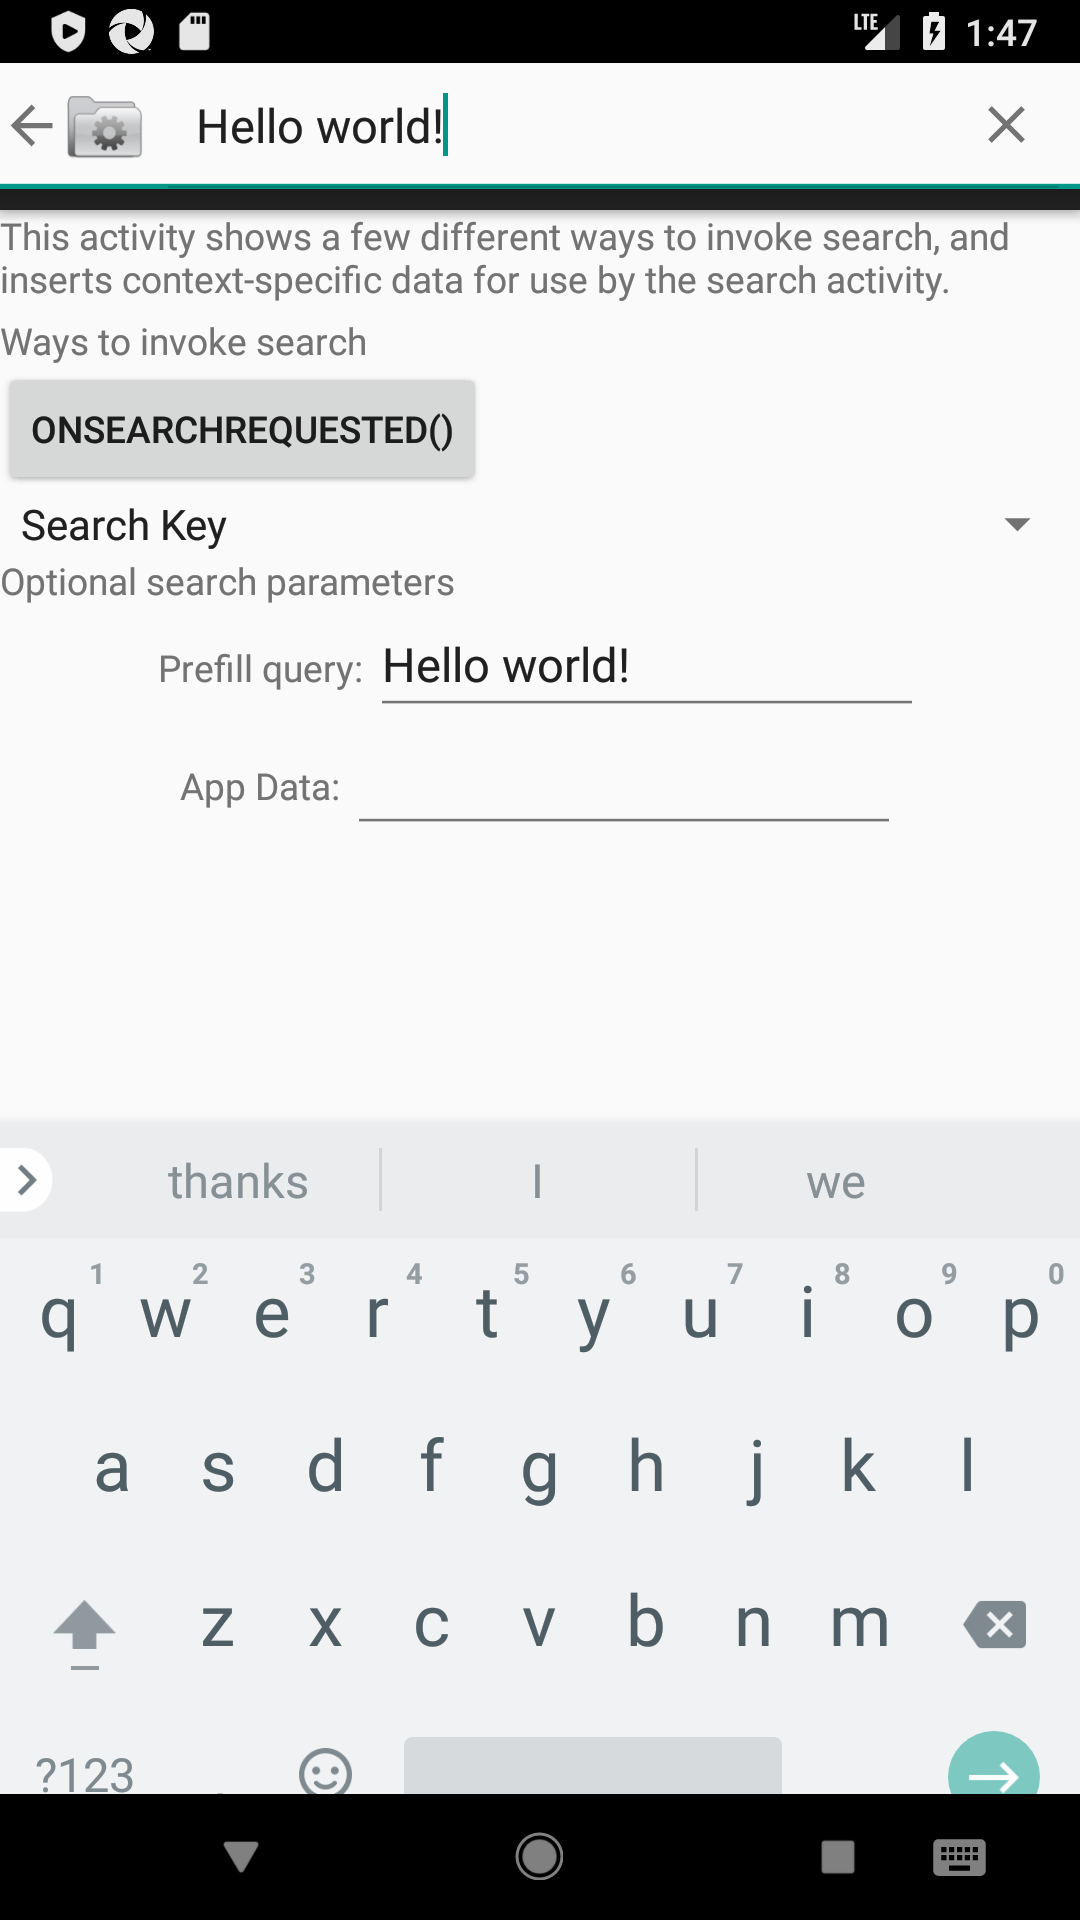 LTE 1:47
Hello world!
This activity shows a few different ways to invoke search, and
inserts context-specific data for use by the search activity.
Ways to invoke search
ONSEARCHREQUESTED()
Search Key
Optional search parameters
Prefill query: Hello world!
App Data:
thanks I we
1 2 3 4 5 6 7 8 9 0
q w e r t y u i o p
a s d f g h j k l
z x c v b n m
?123